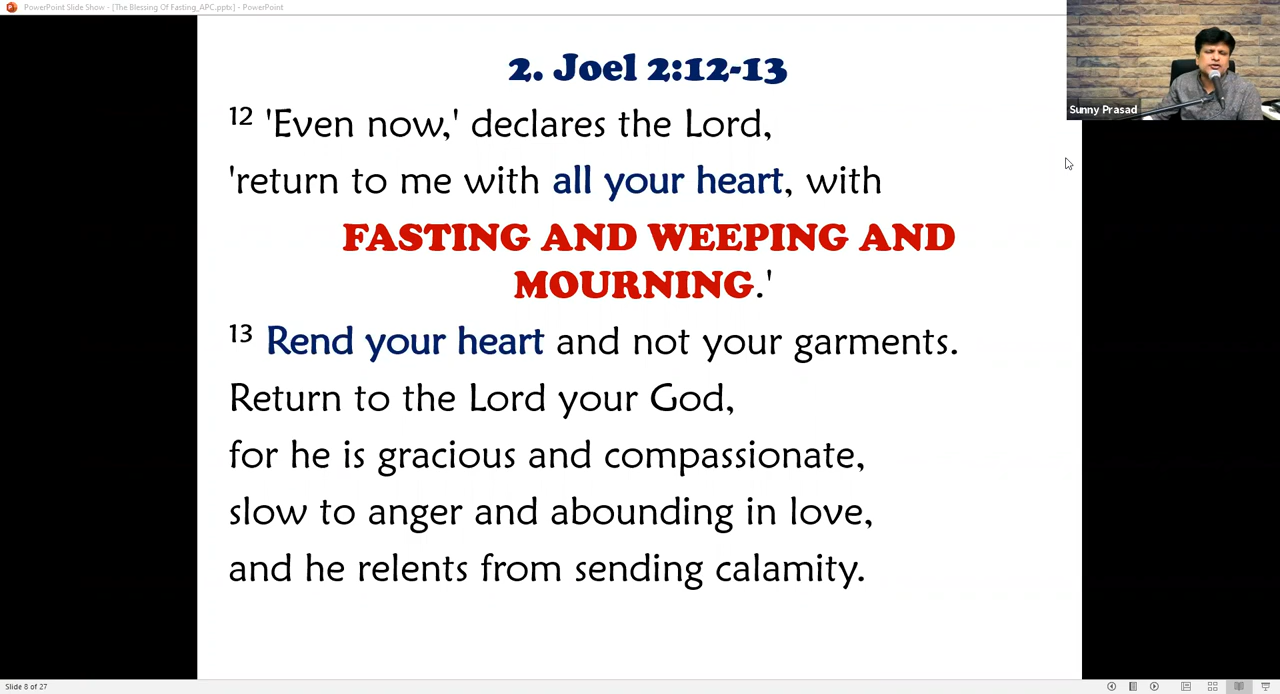 PowerPoint Slide Show - [The Blessing Of Fasting_APC.pptx] - PowerPoint
2. Joel 2:12-13
12 'Even now,' declares the Lord,
'return to me with all your heart, with
FASTING AND WEEPING AND
MOURNING.'
13 Rend your heart and not your garments.
Return to the Lord your God,
for he is gracious and compassionate,
slow to anger and abounding in love,
and he relents from sending calamity.
Sunny Prasad
Slide 8 of 27